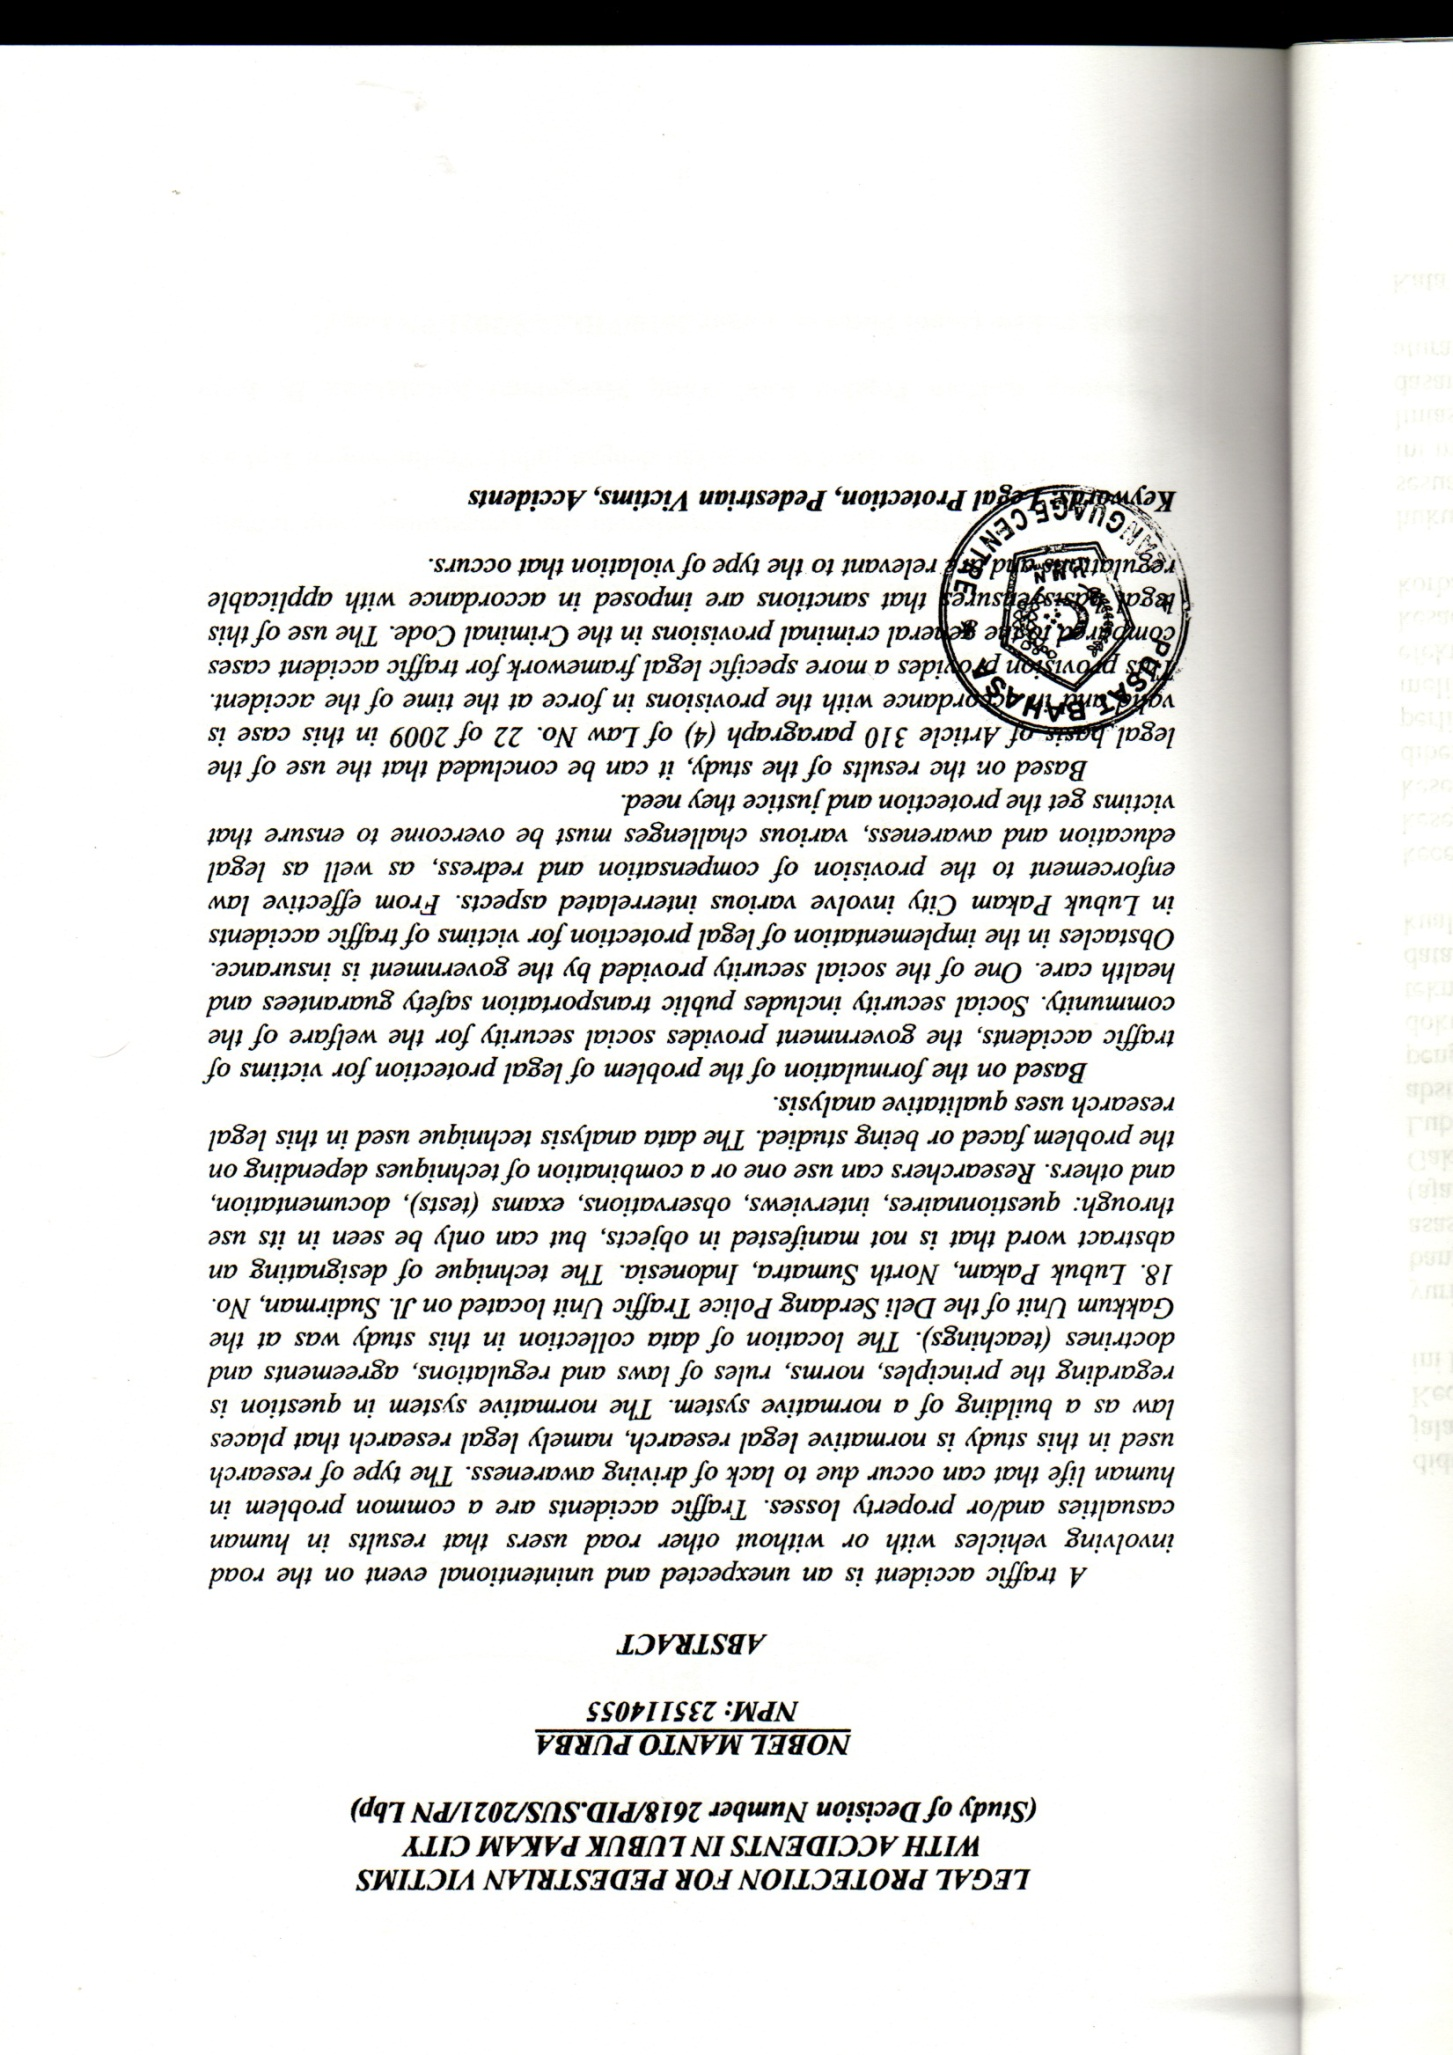 LEGAL PROTECTION FOR PEDESTRIAN VICTIMS
WITH ACCIDENTS IN LUBUK PAKAM CITY
(Study of Decision Number 2618/PID.SUS/2021/PN Lbp)
NOBEL MANTO PURBA
NPM: 235114055
ABSTRACT
A traffic accident is an unexpected and unintentional event on the road
involving vehicles with or without other road users that results in human
casualties and/or property losses. Traffic accidents are a common problem in
human life that can occur due to lack of driving awareness. The type of research
used in this study is normative legal research, namely legal research that places
law as a building of a normative system. The normative system in question is
regarding the principles, norms, rules of laws and regulations, agreements and
doctrines (teachings). The location of data collection in this study was at the
Gakkum Unit of the Deli Serdang Police Traffic Unit located on Jl. Sudirman, No.
18. Lubuk Pakam, North Sumatra, Indonesia. The technique of designating an
abstract word that is not manifested in objects, but can only be seen in its use
through: questionnaires, interviews, observations, exams (tests), documentation,
and others. Researchers can use one or a combination of techniques depending on
the problem faced or being studied. The data analysis technique used in this legal
research uses qualitative analysis.
Based on the formulation of the problem of legal protection for victims of
traffic accidents, the government provides social security for the welfare of the
community. Social security includes public transportation safety guarantees and
health care. One of the social security provided by the government is insurance.
Obstacles in the implementation of legal protection for victims of traffic accidents
in Lubuk Pakam City involve various interrelated aspects. From effective law
enforcement to the provision of compensation and redress, as well as legal
education and awareness, various challenges must be overcome to ensure that
victims get the protection and justice they need.
Based on the results of the study, it can be concluded that the use of the
legal basis of Article 310 paragraph (4) of Law No. 22 of 2009 in this case is
valid and in accordance with the provisions in force at the time of the accident.
This provision provides a more specific legal framework for traffic accident cases
compared to the general criminal provisions in the Criminal Code. The use of this
legal basis ensures that sanctions are imposed in accordance with applicable
regulations and are relevant to the type of violation that occurs.
Keywords: Legal Protection, Pedestrian Victims, Accidents
PUSAT BAHASA
LANGUAGE CENTRE
UMN